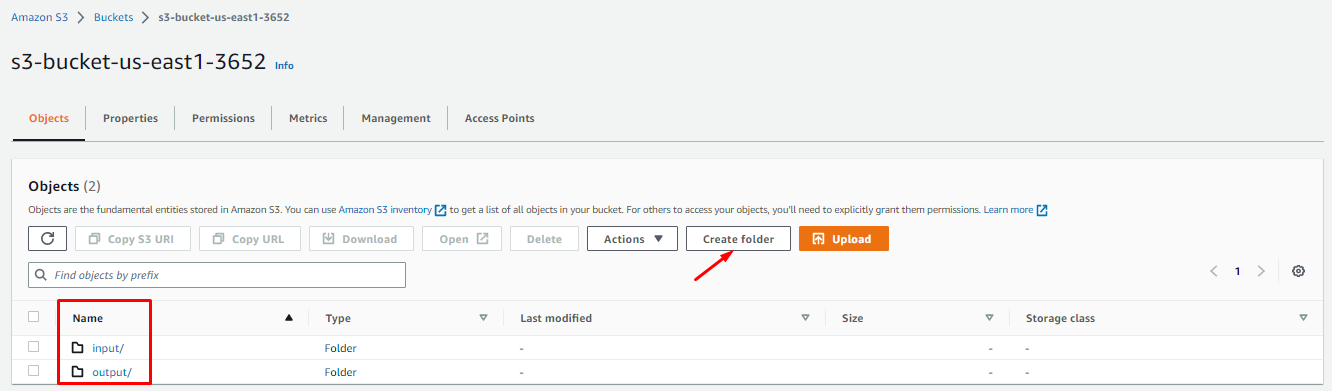 Amazon S3 > Buckets > s3-bucket-us-east1-3652
s3-bucket-us-east1-3652 Info
Objects Properties Permissions Metrics Management Access Points
Objects (2)
Objects are the fundamental entities stored in Amazon S3. You can use Amazon S3 inventory to get a list of all objects in your bucket. For others to access your objects, you'll need to explicitly grant them permissions. Learn more
Copy S3 URI Copy URL Download Open Delete Actions Create folder Upload
Find objects by prefix 1
Name Type Last modified Size Storage class
input/ Folder - - -
output/ Folder - - -